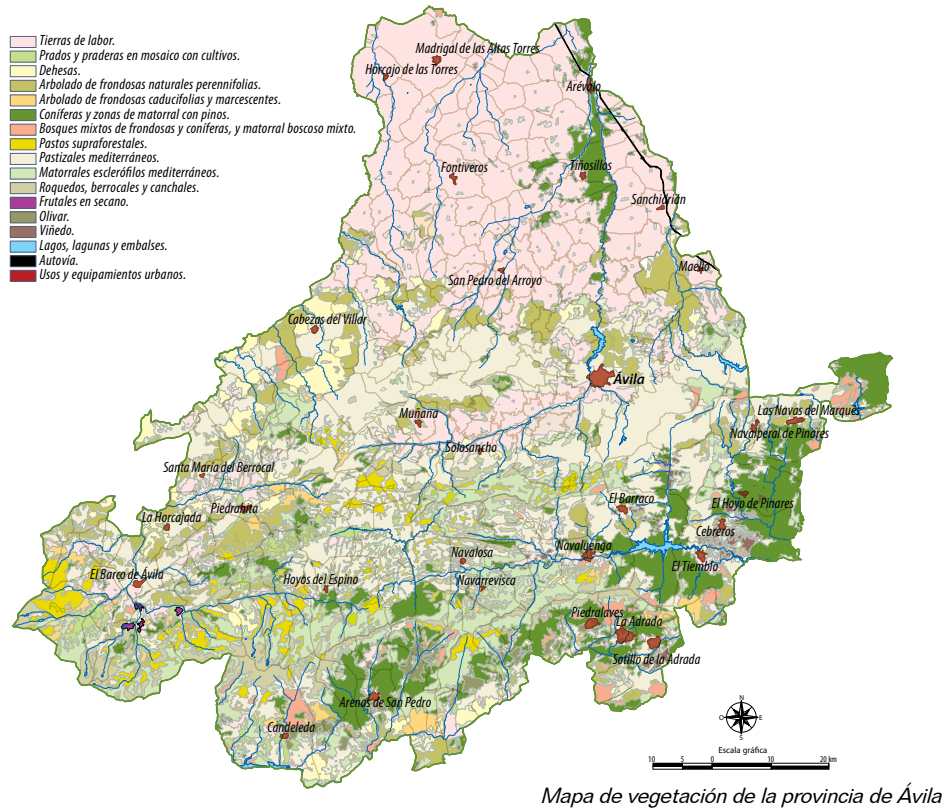 Tierras de labor.
Prados y praderas en mosaico con cultivos.
Dehesas.
Arbolado de frondosas naturales perennifolias.
Arbolado de frondosas caducifolias y marcescentes.
Coníferas y zonas de matorral con pinos.
Bosques mixtos de frondosas y coníferas, y matorral boscoso mixto.
Pastos supraforestales.
Pastizales mediterráneos.
Matorrales esclerófilos mediterráneos.
Roquedos, berrocales y canchales.
Frutales en secano.
Olivar.
Viñedo.
Lagos, lagunas y embalses.
Autovía.
Usos y equipamientos urbanos.
Madrigal de las Altas Torres
Horcajo de las Torres
Arévalo
Fontiveros
Tiñosillos
Sanchidrián
San Pedro del Arroyo
Maello
Cabezas del Villar
Ávila
Muñana
Las Navas del Marqués
Navalperal de Pinares
Solosancho
Santa María del Berrocal
Piedrahita
La Horcajada
El Barraco
El Hoyo de Pinares
Cebreros
Navalosa
Navaluenga
El Barco de Ávila
Hoyos del Espino
Navarrevisca
El Tiemblo
Piedralaves
La Adrada
Sotillo de la Adrada
Arenas de San Pedro
Candeleda
N
O
E
S
Escala gráfica
10 5 0 10 20 km
Mapa de vegetación de la provincia de Ávila